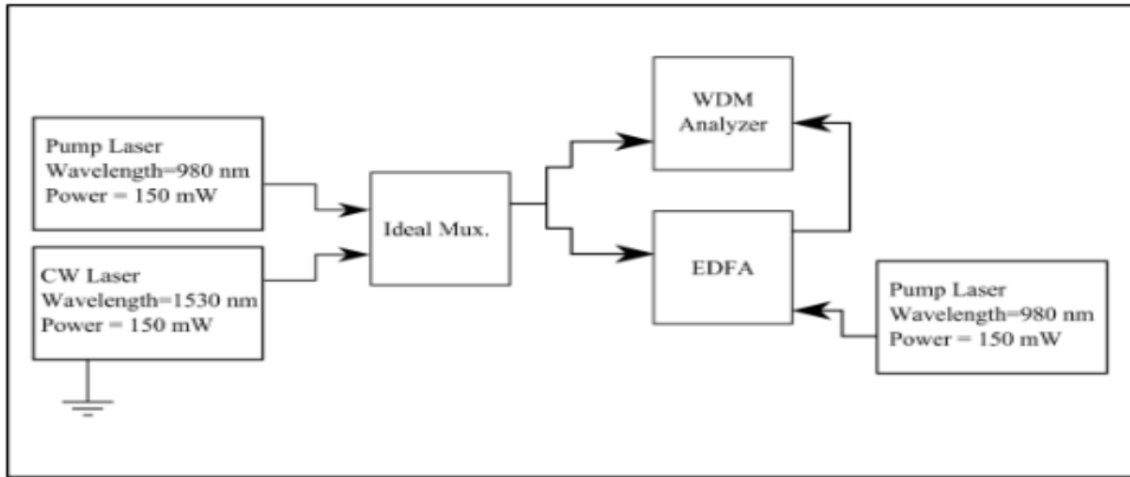 Pump Laser
Wavelength=980 nm
Power = 150 mW
CW Laser
Wavelength=1530 nm
Power = 150 mW
Ideal Mux.
WDM
Analyzer
EDFA
Pump Laser
Wavelength=980 nm
Power = 150 mW